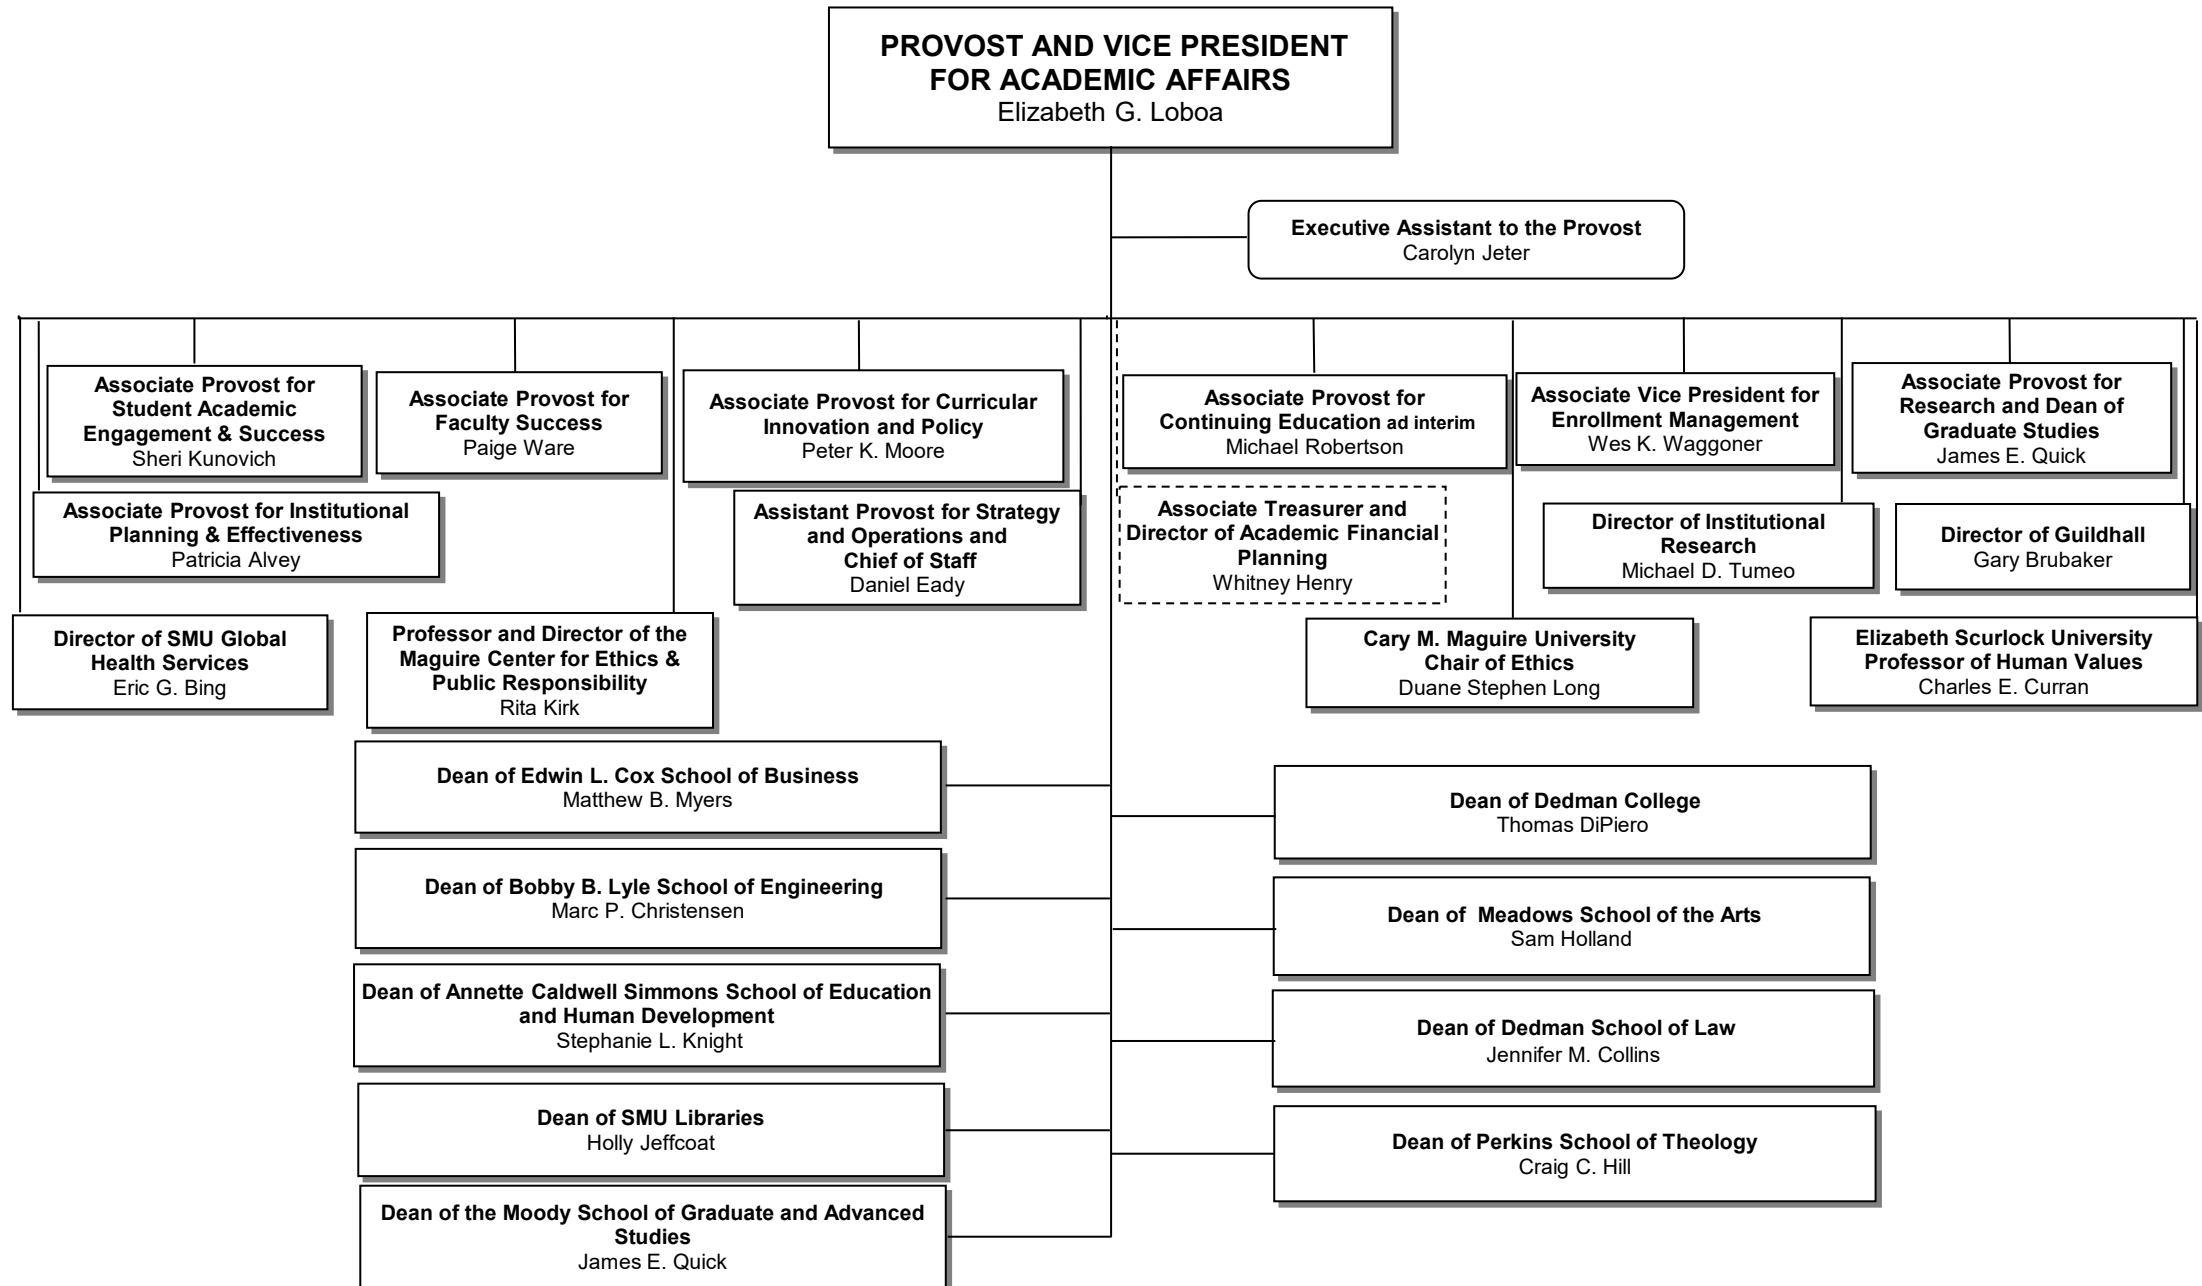 PROVOST AND VICE PRESIDENT
FOR ACADEMIC AFFAIRS
Elizabeth G. Loboa
Executive Assistant to the Provost
Carolyn Jeter
Associate Provost for
Student Academic
Engagement & Success
Sheri Kunovich
Associate Provost for
Faculty Success
Paige Ware
Associate Provost for Curricular
Innovation and Policy
Peter K. Moore
Associate Provost for
Continuing Education ad interim
Michael Robertson
Associate Vice President for
Enrollment Management
Wes K. Waggoner
Associate Provost for
Research and Dean of
Graduate Studies
James E. Quick
Associate Provost for Institutional
Planning & Effectiveness
Patricia Alvey
Assistant Provost for Strategy
and Operations and
Chief of Staff
Daniel Eady
Associate Treasurer and
Director of Academic Financial
Planning
Whitney Henry
Director of Institutional
Research
Michael D. Tumeo
Director of Guildhall
Gary Brubaker
Director of SMU Global
Health Services
Eric G. Bing
Professor and Director of the
Maguire Center for Ethics &
Public Responsibility
Rita Kirk
Cary M. Maguire University
Chair of Ethics
Duane Stephen Long
Elizabeth Scurlock University
Professor of Human Values
Charles E. Curran
Dean of Edwin L. Cox School of Business
Matthew B. Myers
Dean of Dedman College
Thomas DiPiero
Dean of Bobby B. Lyle School of Engineering
Marc P. Christensen
Dean of Meadows School of the Arts
Sam Holland
Dean of Annette Caldwell Simmons School of Education
and Human Development
Stephanie L. Knight
Dean of Dedman School of Law
Jennifer M. Collins
Dean of SMU Libraries
Holly Jeffcoat
Dean of Perkins School of Theology
Craig C. Hill
Dean of the Moody School of Graduate and Advanced
Studies
James E. Quick